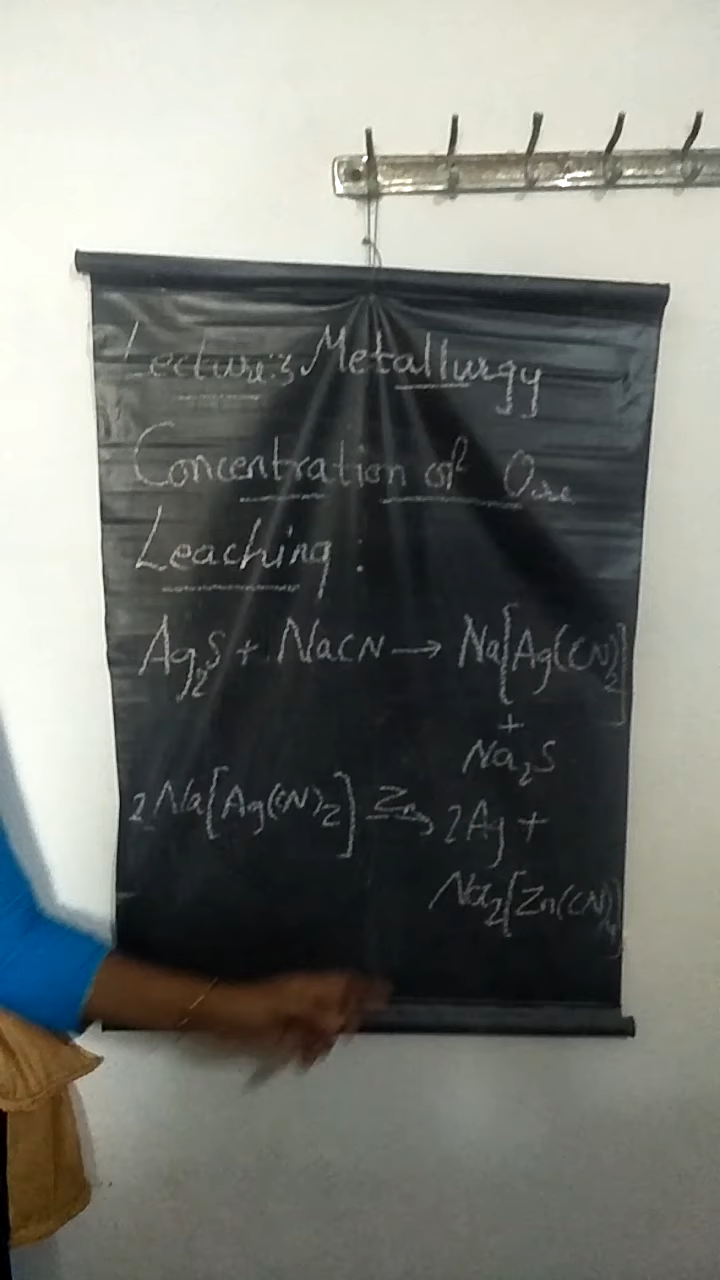 Lecture:3 Metallurgy
Concentration of Ore
Leaching :
Ag₂S + NaCN → Na[Ag(CN)₂]
+
Na₂S
2Na[Ag(CN)₂] Zn→ 2Ag +
Na₂[Zn(CN)₄]